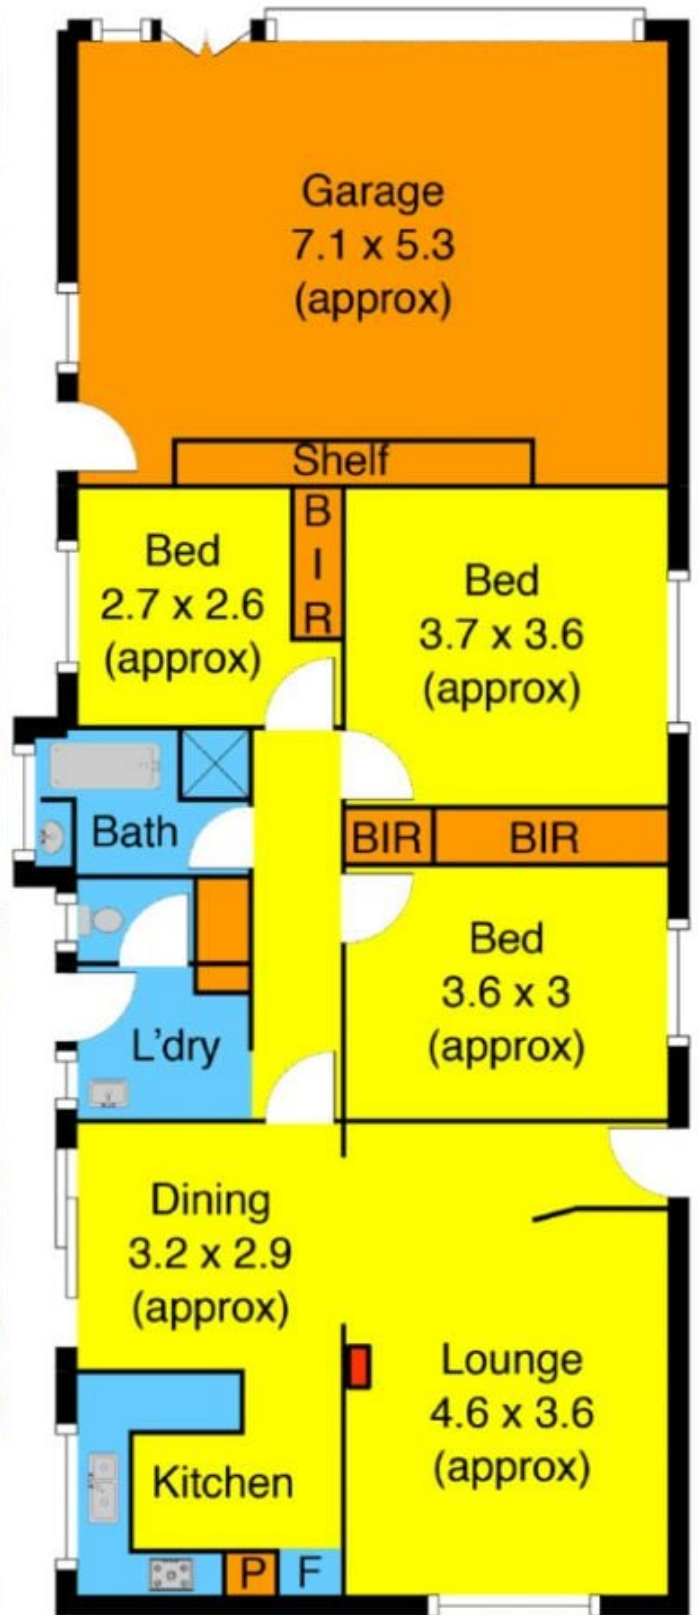 Garage
7.1 x 5.3
(approx)
Shelf
B
I
R
Bed
2.7 x 2.6
(approx)
Bed
3.7 x 3.6
(approx)
Bath
BIR
BIR
Bed
3.6 x 3
(approx)
L'dry
Dining
3.2 x 2.9
(approx)
Lounge
4.6 x 3.6
(approx)
Kitchen
P
F